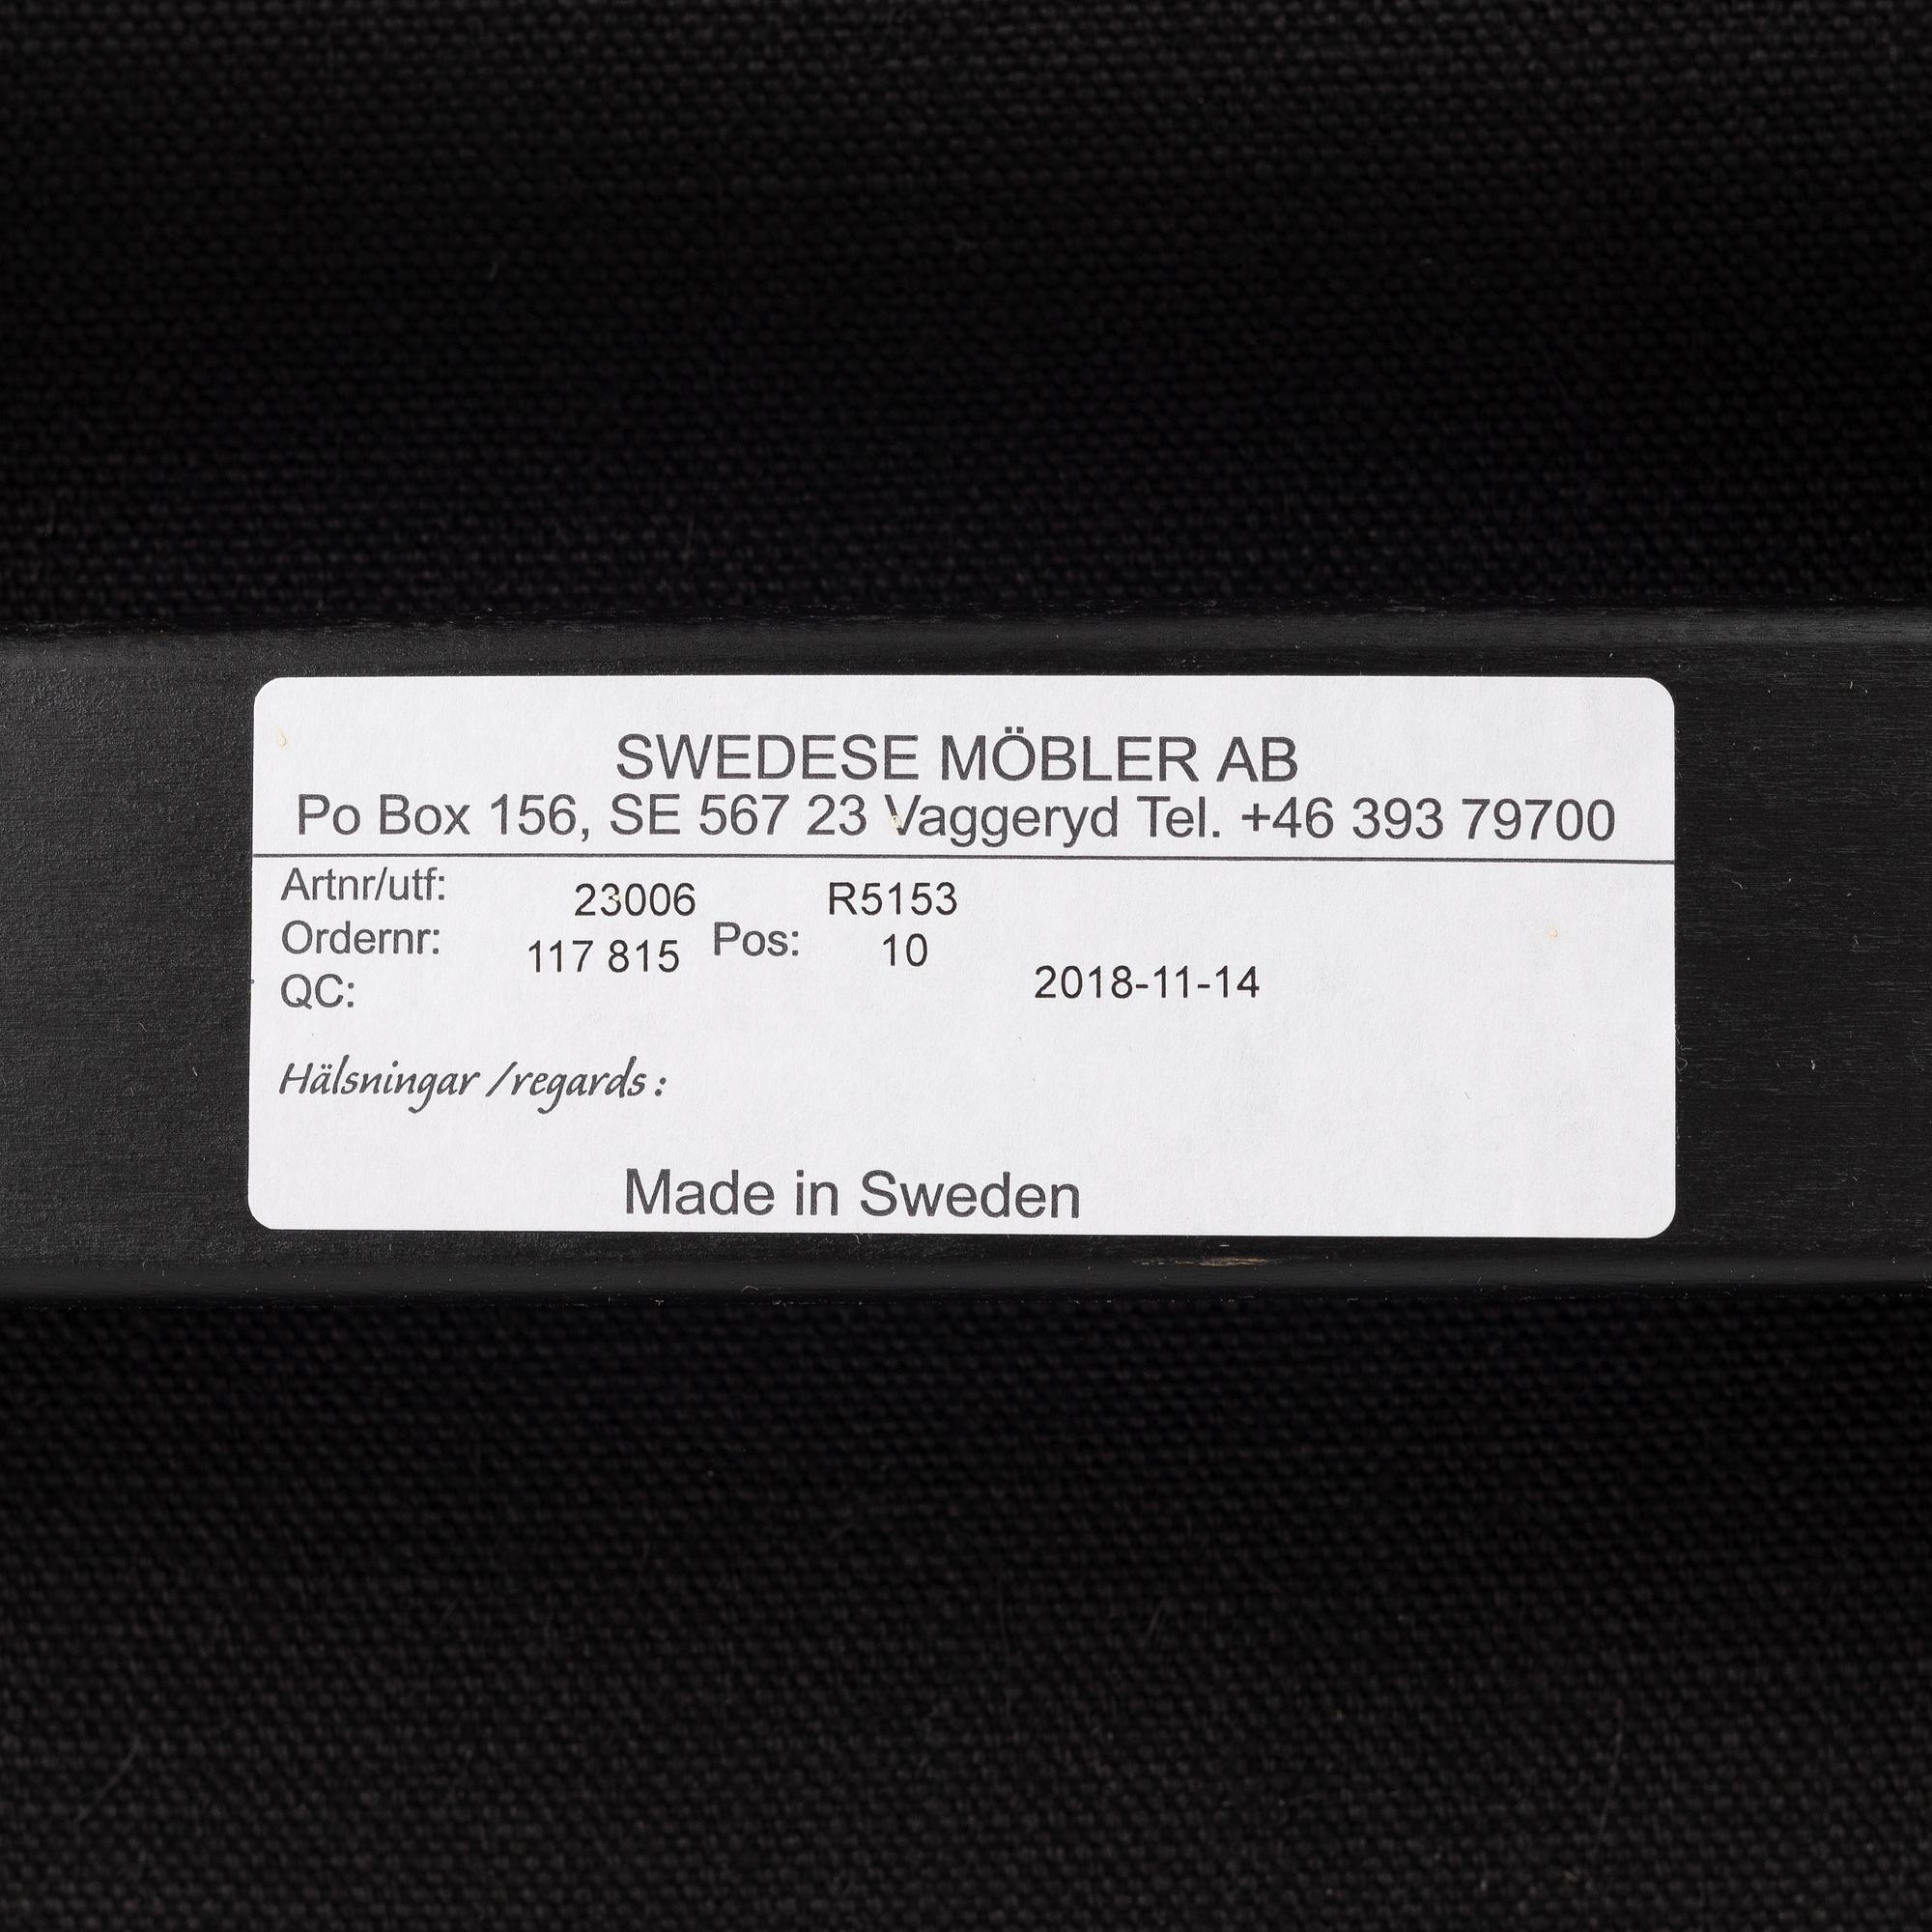 SWEDESE MÖBLER AB
Po Box 156, SE 567 23 Vaggeryd Tel. +46 393 79700
Artnr/utf: 23006 R5153
Ordernr: 117 815 Pos: 10
QC: 2018-11-14
Hälsningar /regards :
Made in Sweden